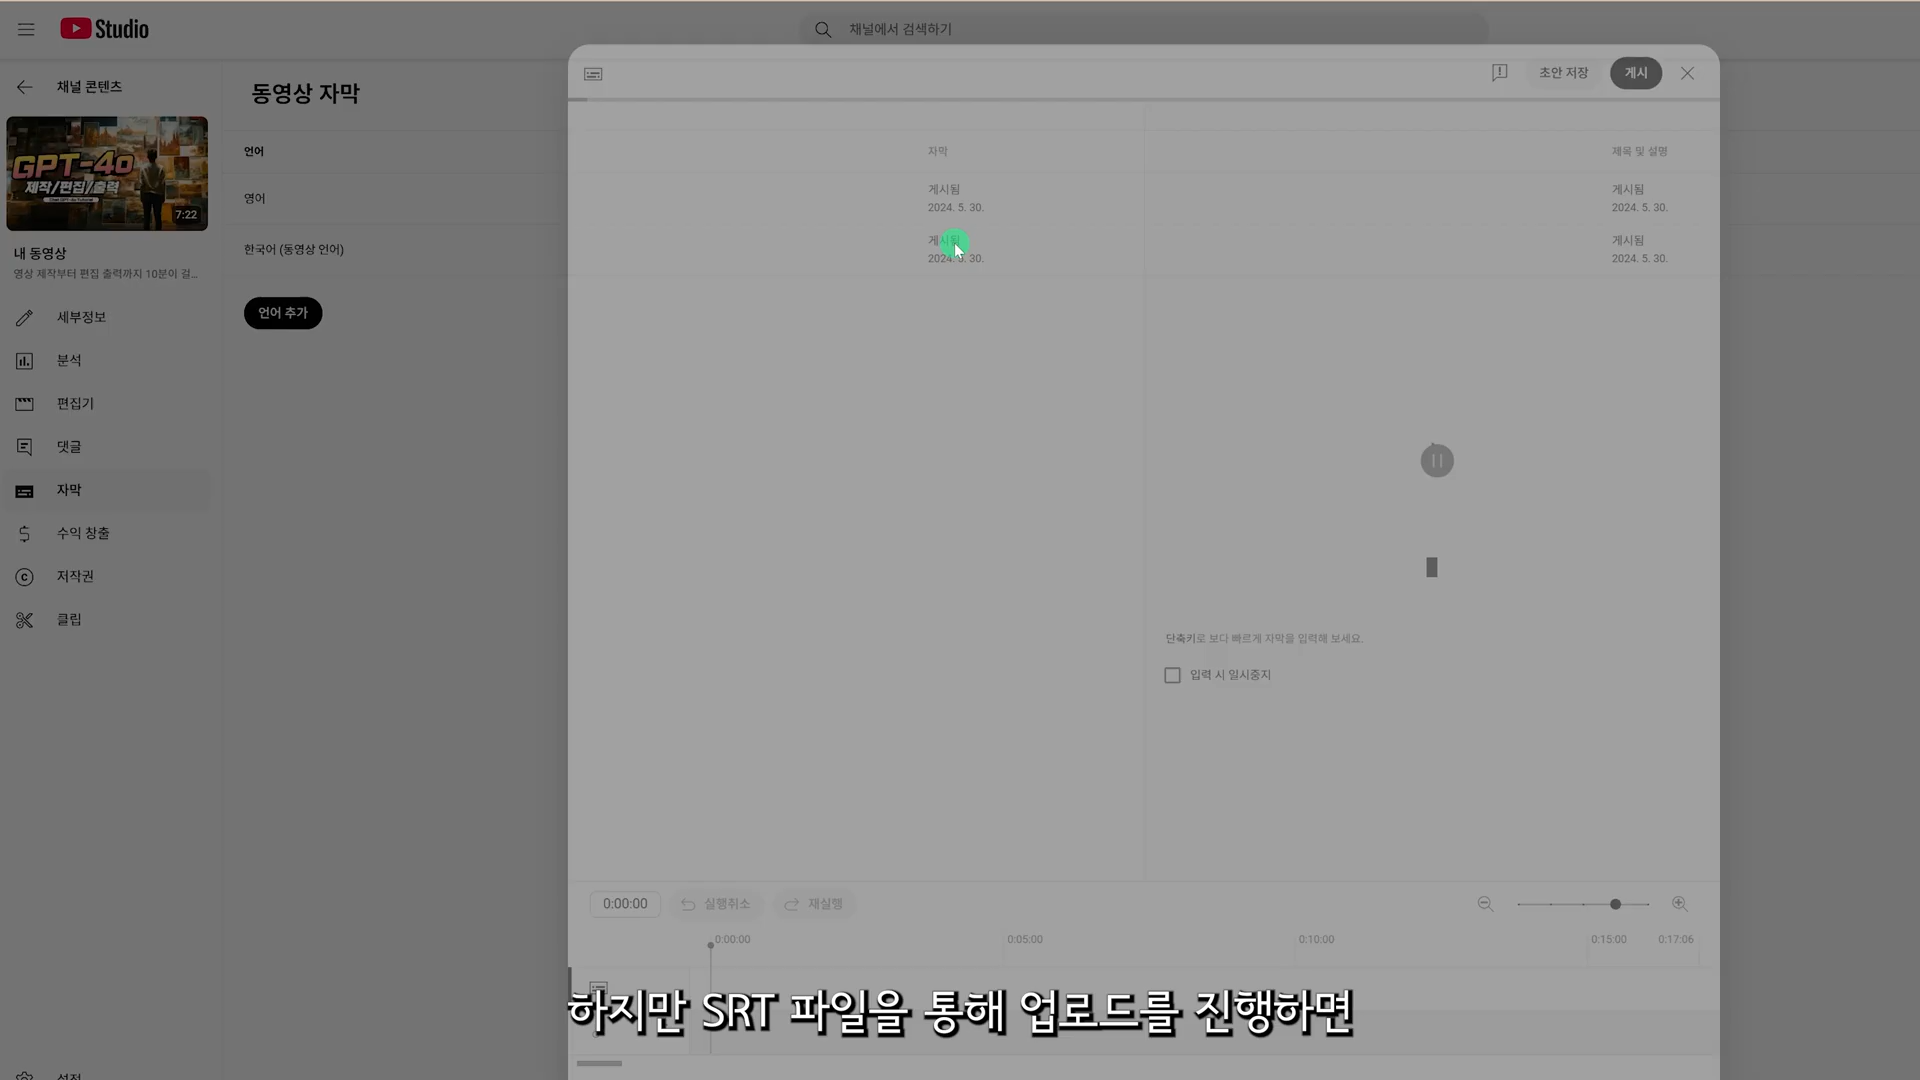 Studio
채널에서 검색하기
채널 콘텐츠
GPT-4o
제작/편집/출력
7:22
내 동영상
영상 제작부터 편집 출력까지 10분이 걸...
세부정보
분석
편집기
댓글
자막
수익 창출
저작권
클립
동영상 자막
언어
영어
한국어 (동영상 언어)
언어 추가
초안 저장
게시
자막
제목 및 설명
게시됨
2024. 5. 30.
게시됨
2024. 5. 30.
게시됨
2024. 5. 30.
게시됨
2024. 5. 30.
단축키로 보다 빠르게 자막을 입력해 보세요.
입력 시 일시중지
0:00:00
실행취소
재실행
0:00:00
0:05:00
0:10:00
0:15:00
0:17:06
하지만 SRT 파일을 통해 업로드를 진행하면